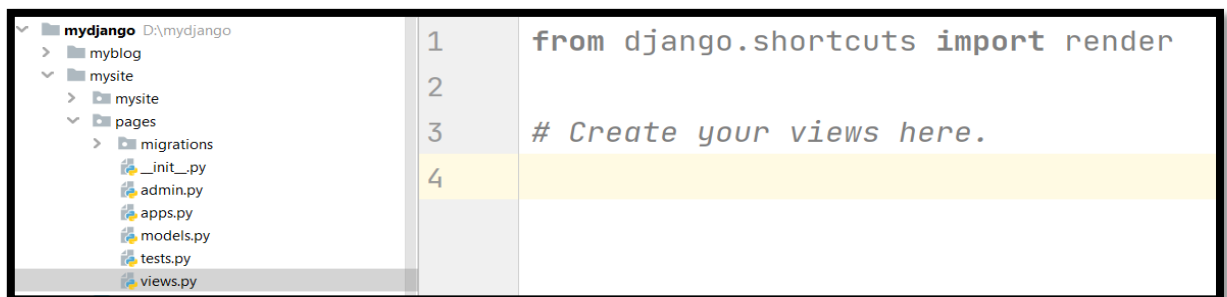 mydjango D:\mydjango
myblog
mysite
mysite
pages
migrations
__init__.py
admin.py
apps.py
models.py
tests.py
views.py
1 from django.shortcuts import render
2
3 # Create your views here.
4